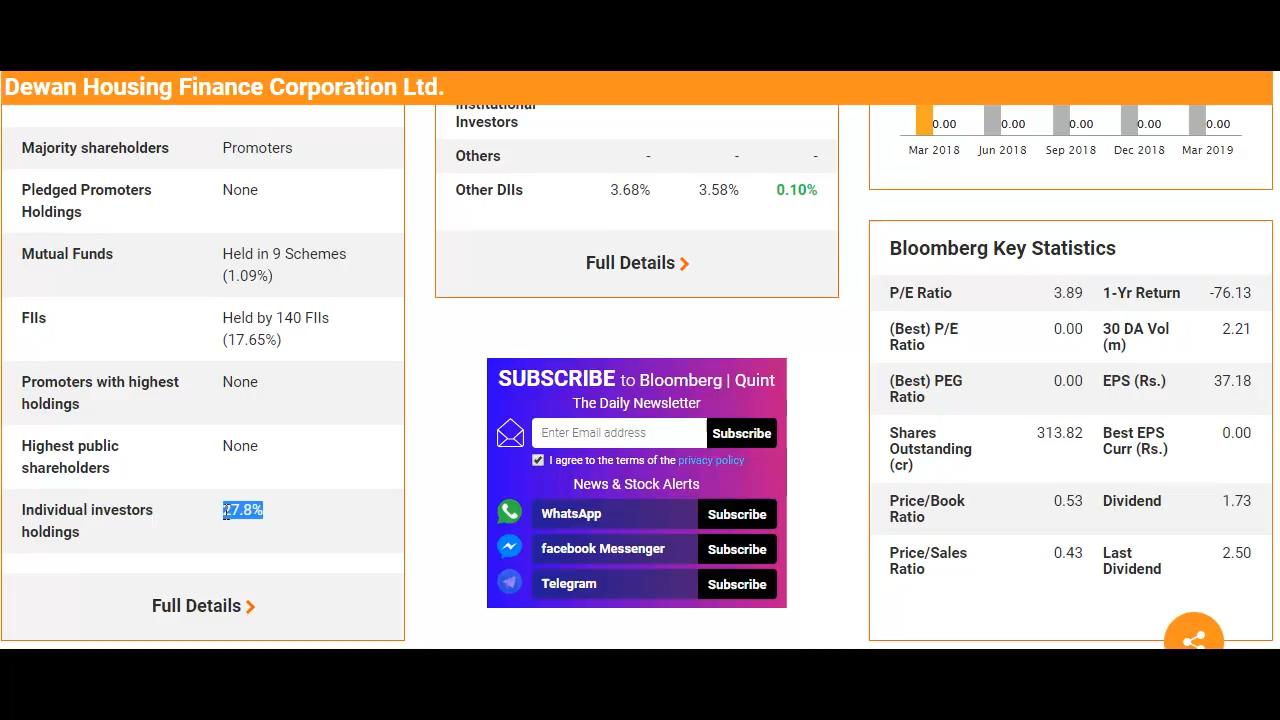 Dewan Housing Finance Corporation Ltd.
Majority shareholders Promoters
Pledged Promoters None
Holdings
Mutual Funds Held in 9 Schemes
(1.09%)
FIIs Held by 140 FIIs
(17.65%)
Promoters with highest None
holdings
Highest public None
shareholders
Individual investors 7.8%
holdings
Full Details
Institutional
Investors
Others - - -
Other DIIs 3.68% 3.58% 0.10%
Full Details
SUBSCRIBE to Bloomberg | Quint
The Daily Newsletter
Enter Email address Subscribe
I agree to the terms of the privacy policy
News & Stock Alerts
WhatsApp Subscribe
facebook Messenger Subscribe
Telegram Subscribe
0.00 0.00 0.00 0.00 0.00
Mar 2018 Jun 2018 Sep 2018 Dec 2018 Mar 2019
Bloomberg Key Statistics
P/E Ratio 3.89 1-Yr Return -76.13
(Best) P/E 0.00 30 DA Vol 2.21
Ratio (m)
(Best) PEG 0.00 EPS (Rs.) 37.18
Ratio
Shares 313.82 Best EPS 0.00
Outstanding Curr (Rs.)
(cr)
Price/Book 0.53 Dividend 1.73
Ratio
Price/Sales 0.43 Last 2.50
Ratio Dividend